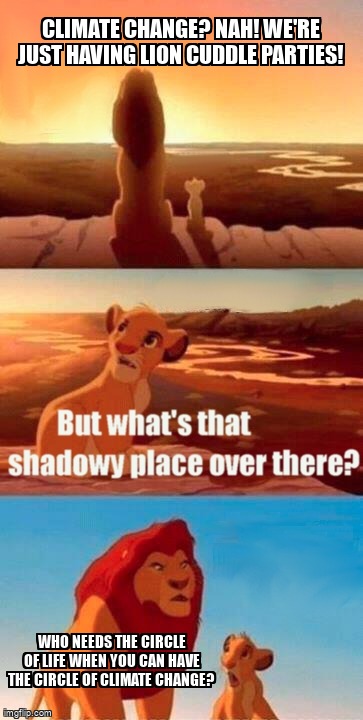 CLIMATE CHANGE? NAH! WE'RE
JUST HAVING LION CUDDLE PARTIES!
But what's that
shadowy place over there?
WHO NEEDS THE CIRCLE
OF LIFE WHEN YOU CAN HAVE
THE CIRCLE OF CLIMATE CHANGE?
imgflip.com